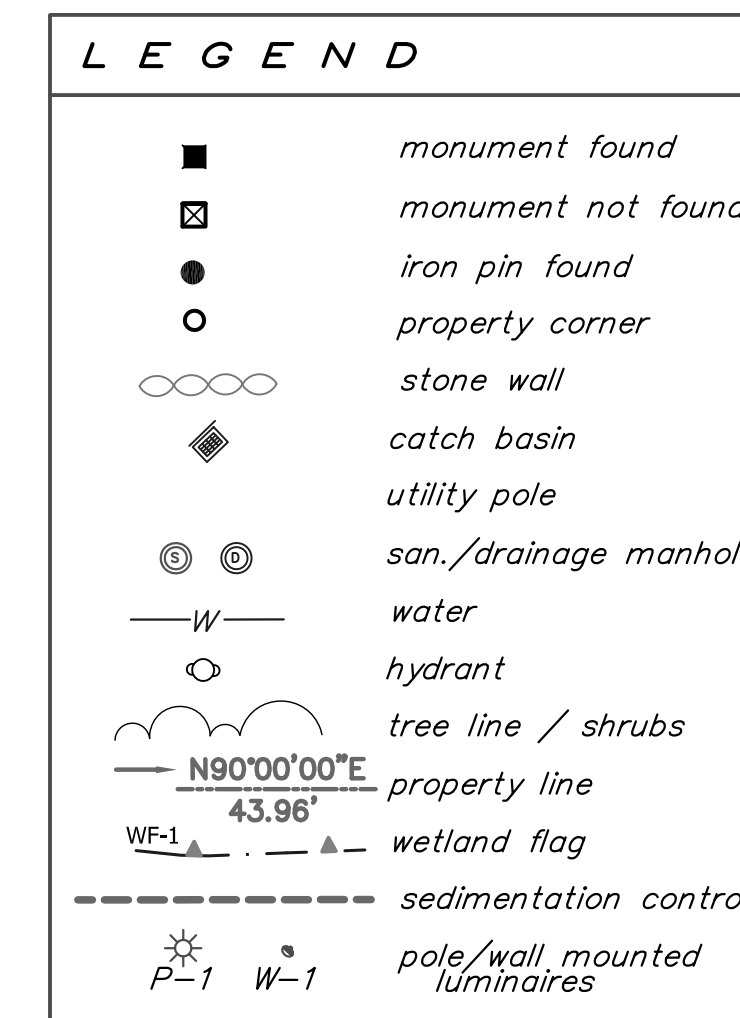 LEGEND
monument found
monument not found
iron pin found
property corner
stone wall
catch basin
utility pole
S D san./drainage manhol
W water
hydrant
tree line / shrubs
N90°00'00"E
43.96'
property line
WF-1 wetland flag
sedimentation contro
pole/wall mounted
luminaires
P-1 W-1